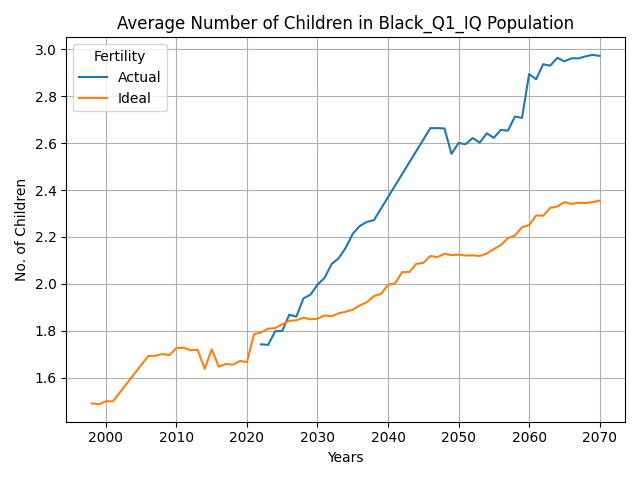 Average Number of Children in Black_Q1_IQ Population
Fertility
Actual
Ideal
No. of Children
3.0
2.8
2.6
2.4
2.2
2.0
1.8
1.6
2000 2010 2020 2030 2040 2050 2060 2070
Years